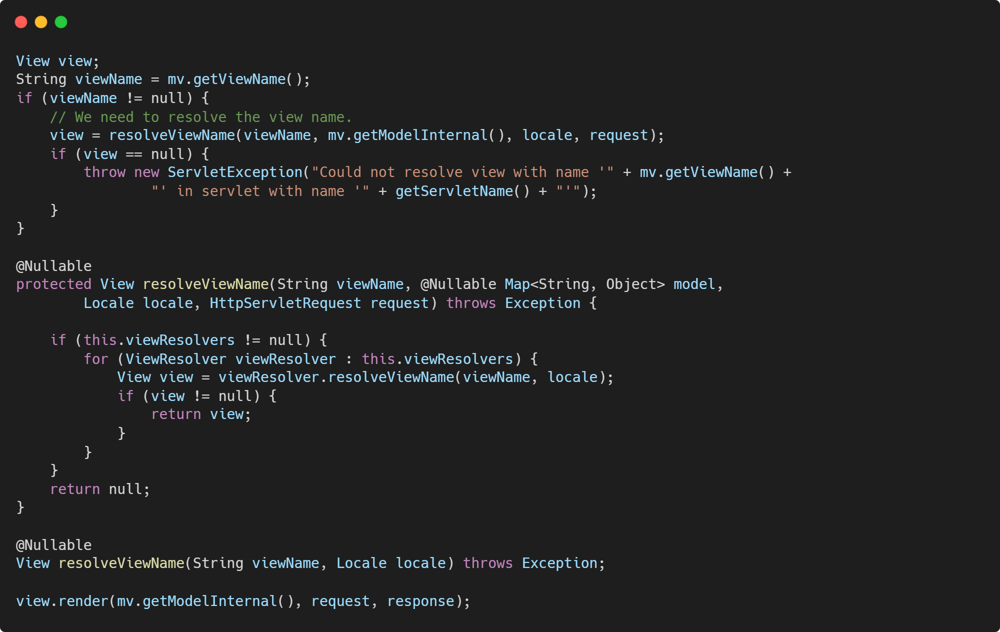 View view;
String viewName = mv.getViewName();
if (viewName != null) {
    // We need to resolve the view name.
    view = resolveViewName(viewName, mv.getModelInternal(), locale, request);
    if (view == null) {
        throw new ServletException("Could not resolve view with name '" + mv.getViewName() +
                "' in servlet with name '" + getServletName() + "'");
    }
}

@Nullable
protected View resolveViewName(String viewName, @Nullable Map<String, Object> model,
        Locale locale, HttpServletRequest request) throws Exception {

    if (this.viewResolvers != null) {
        for (ViewResolver viewResolver : this.viewResolvers) {
            View view = viewResolver.resolveViewName(viewName, locale);
            if (view != null) {
                return view;
            }
        }
    }
    return null;
}

@Nullable
View resolveViewName(String viewName, Locale locale) throws Exception;

view.render(mv.getModelInternal(), request, response);